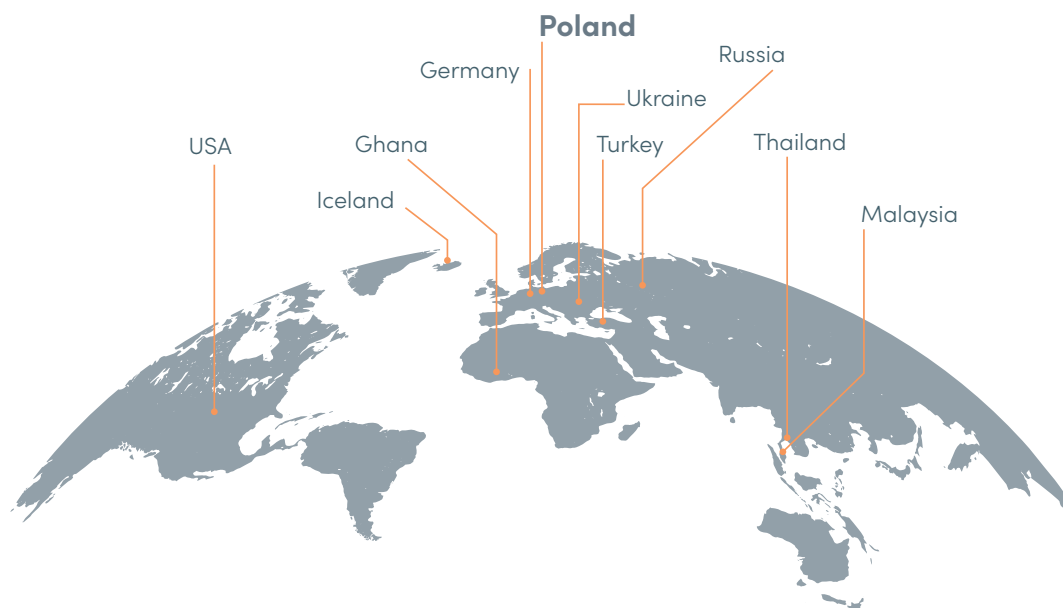 Poland
Russia
Germany
Ukraine
USA
Ghana
Turkey
Thailand
Iceland
Malaysia